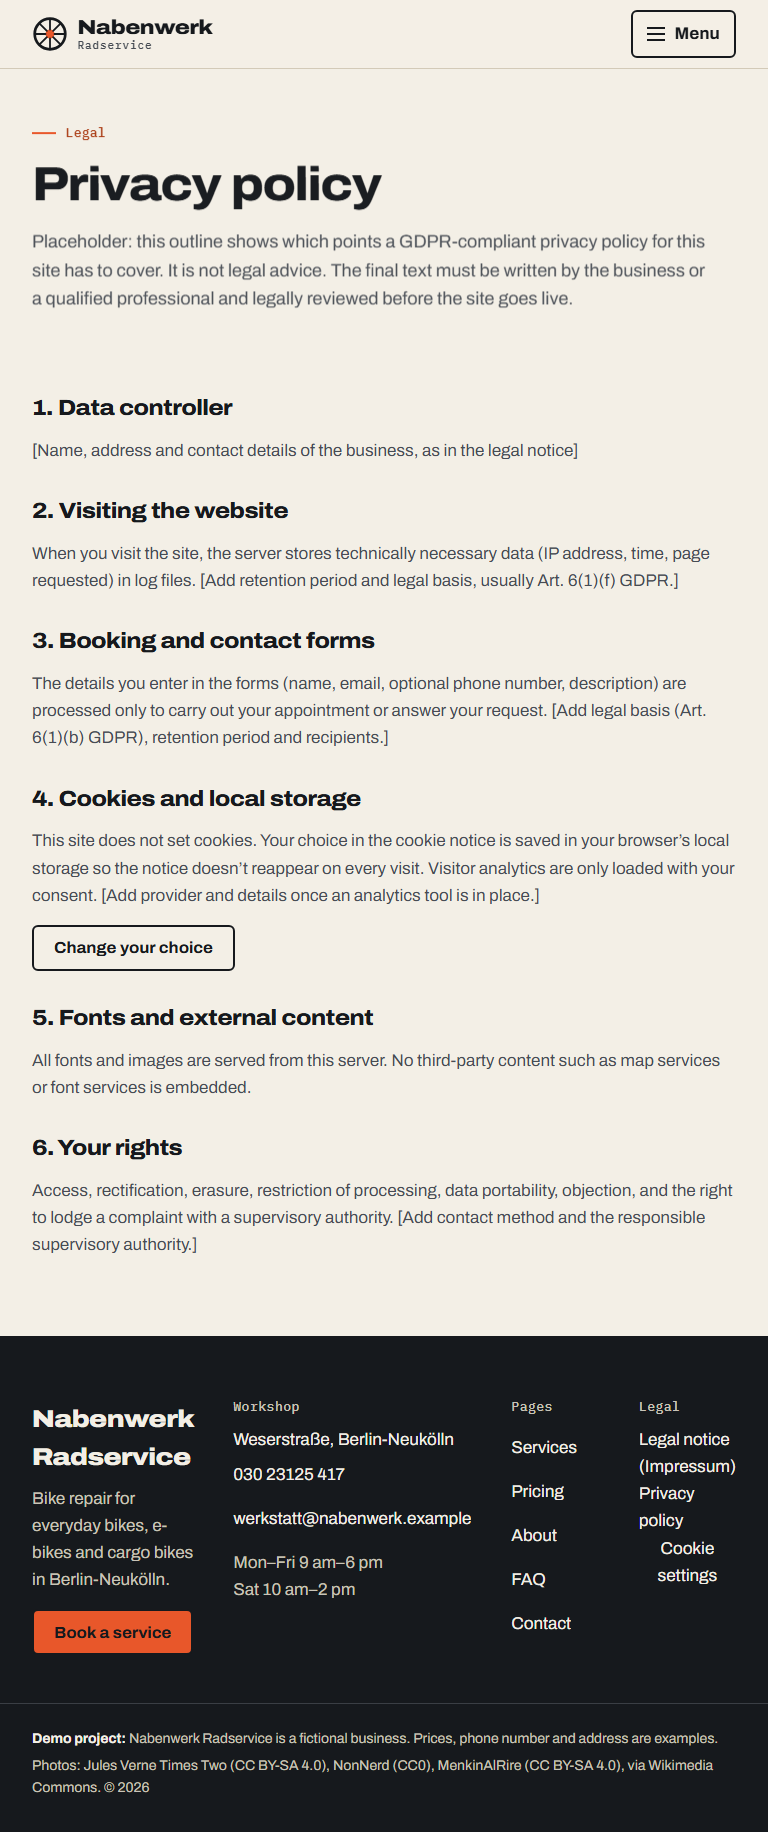 Nabenwerk
Radservice
Menu
Legal
Privacy policy
Placeholder: this outline shows which points a GDPR-compliant privacy policy for this
site has to cover. It is not legal advice. The final text must be written by the business or
a qualified professional and legally reviewed before the site goes live.
1. Data controller
[Name, address and contact details of the business, as in the legal notice]
2. Visiting the website
When you visit the site, the server stores technically necessary data (IP address, time, page
requested) in log files. [Add retention period and legal basis, usually Art. 6(1)(f) GDPR.]
3. Booking and contact forms
The details you enter in the forms (name, email, optional phone number, description) are
processed only to carry out your appointment or answer your request. [Add legal basis (Art.
6(1)(b) GDPR), retention period and recipients.]
4. Cookies and local storage
This site does not set cookies. Your choice in the cookie notice is saved in your browser’s local
storage so the notice doesn’t reappear on every visit. Visitor analytics are only loaded with your
consent. [Add provider and details once an analytics tool is in place.]
Change your choice
5. Fonts and external content
All fonts and images are served from this server. No third-party content such as map services
or font services is embedded.
6. Your rights
Access, rectification, erasure, restriction of processing, data portability, objection, and the right
to lodge a complaint with a supervisory authority. [Add contact method and the responsible
supervisory authority.]
Nabenwerk
Radservice
Bike repair for
everyday bikes, e-
bikes and cargo bikes
in Berlin-Neukölln.
Book a service
Workshop
Weserstraße, Berlin-Neukölln
030 23125 417
werkstatt@nabenwerk.example
Mon–Fri 9 am–6 pm
Sat 10 am–2 pm
Pages
Services
Pricing
About
FAQ
Contact
Legal
Legal notice
(Impressum)
Privacy
policy
Cookie
settings
Demo project: Nabenwerk Radservice is a fictional business. Prices, phone number and address are examples.
Photos: Jules Verne Times Two (CC BY-SA 4.0), NonNerd (CC0), MenkinAlRire (CC BY-SA 4.0), via Wikimedia
Commons. © 2026